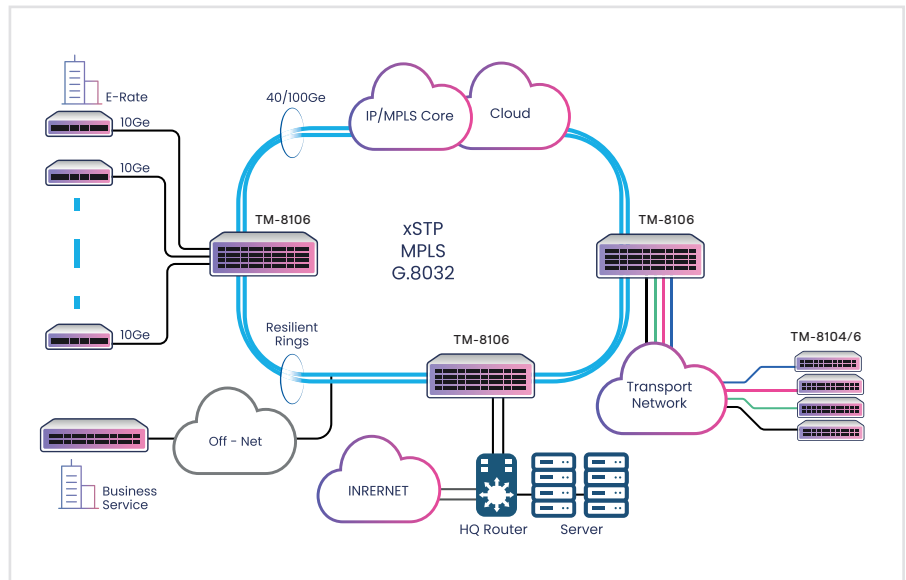 E-Rate
10Ge
10Ge
10Ge
40/100Ge
IP/MPLS Core
Cloud
TM-8106
xSTP
MPLS
G.8032
TM-8106
Resilient
Rings
TM-8106
TM-8104/6
Transport
Network
Off - Net
Business
Service
INRERNET
HQ Router
Server